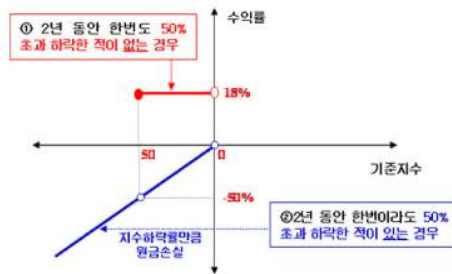 수익률
① 2년 동안 한번도 50%
초과 하락한 적이 없는 경우
15%
50
0
기준지수
-50%
지수하락률만큼
원금손실
②2년 동안 한번이라도 50%
초과 하락한 적이 있는 경우